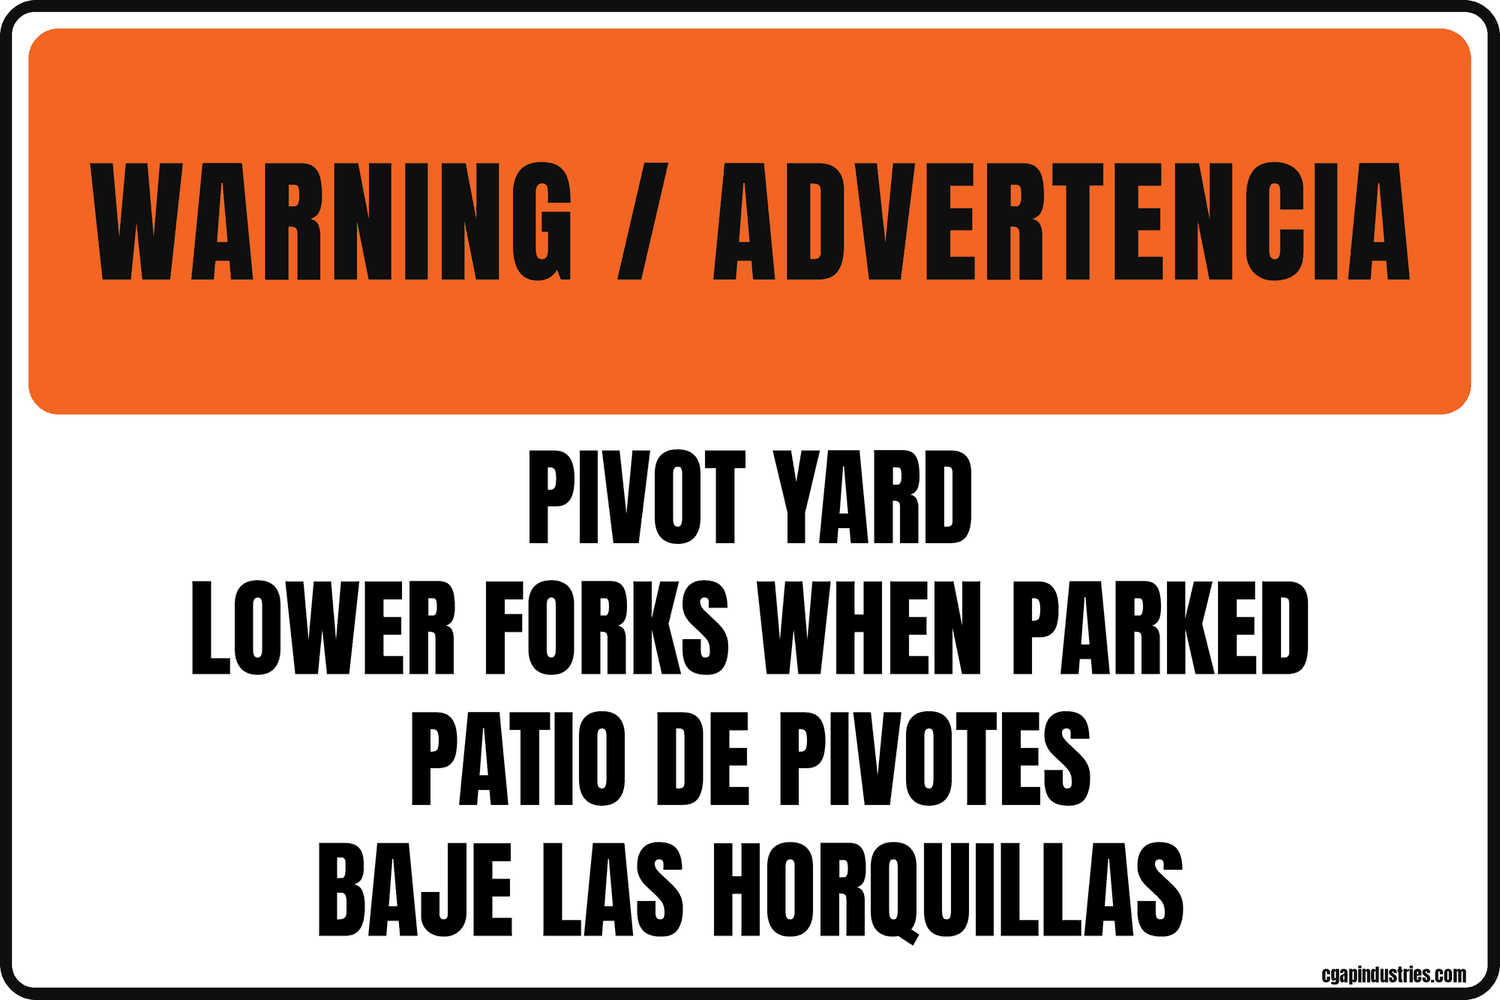 WARNING / ADVERTENCIA
PIVOT YARD
LOWER FORKS WHEN PARKED
PATIO DE PIVOTES
BAJE LAS HORQUILLAS
cgapindustries.com